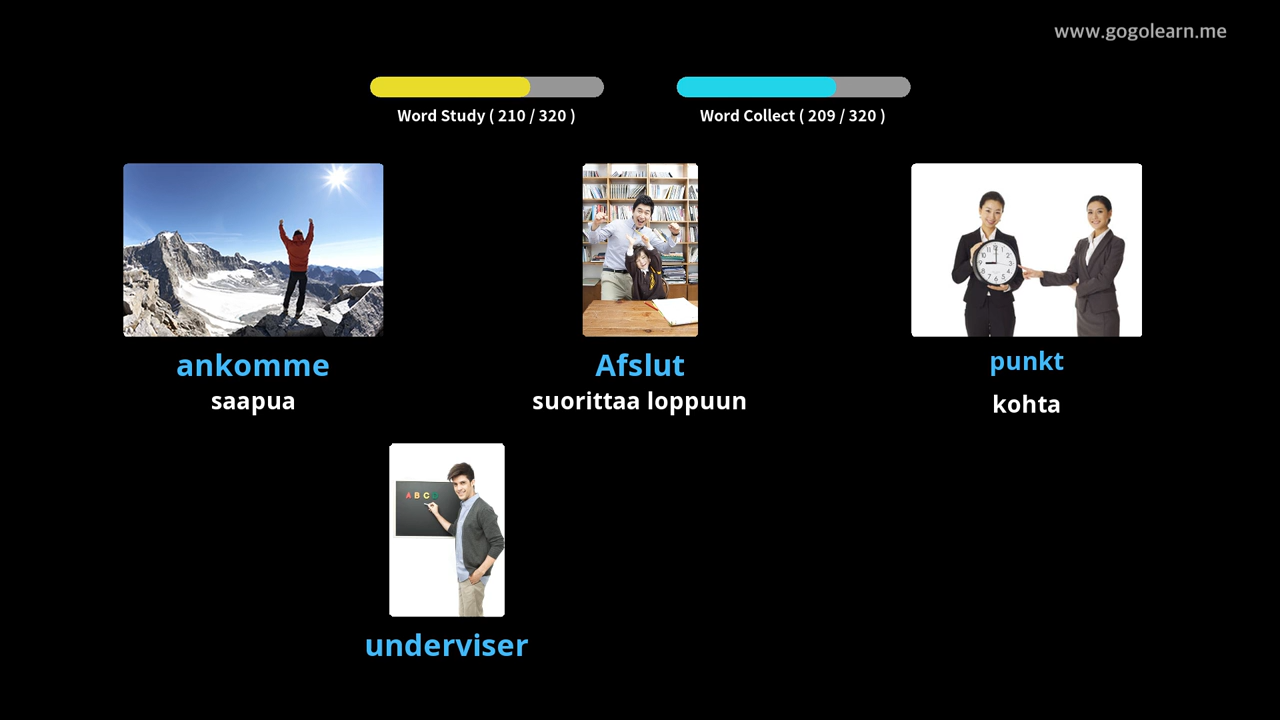 www.gogolearn.me
Word Study ( 210 / 320 )
Word Collect ( 209 / 320 )
ankomme
saapua
Afslut
suorittaa loppuun
punkt
kohta
A B C D
underviser